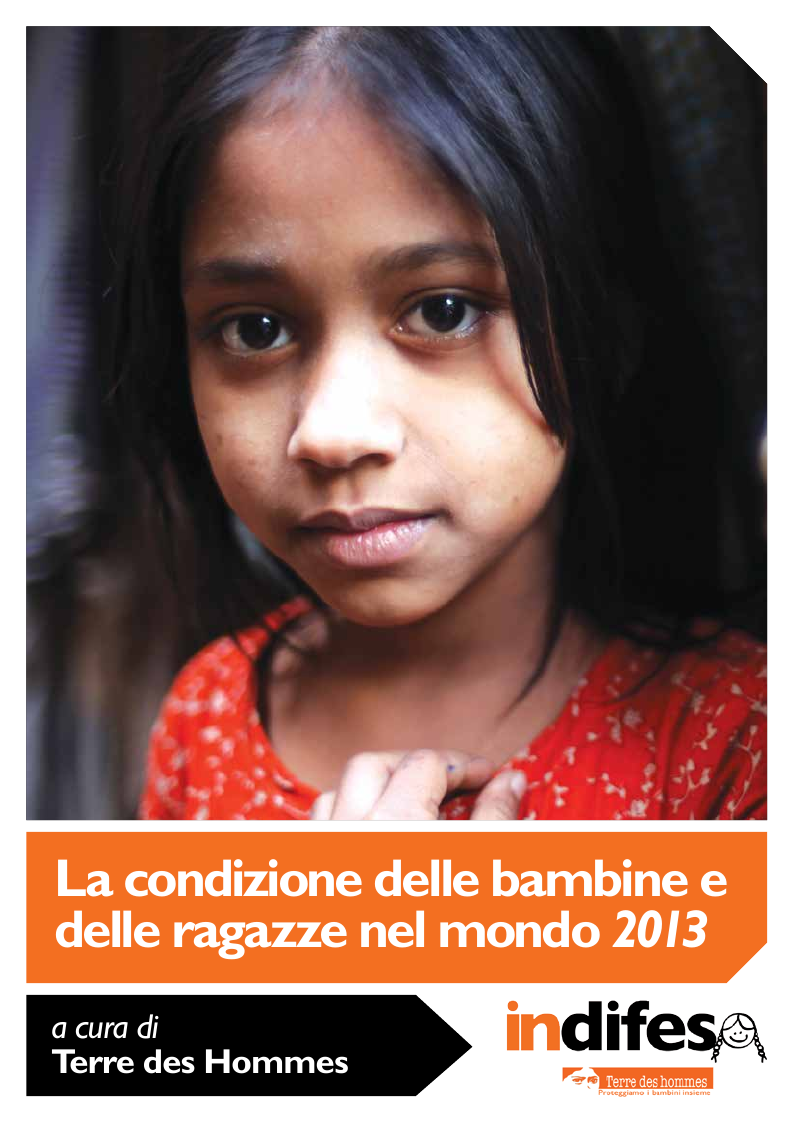 La condizione delle bambine e
delle ragazze nel mondo 2013
a cura di
Terre des Hommes
indifesa
Terre des hommes
Proteggiamo i bambini insieme